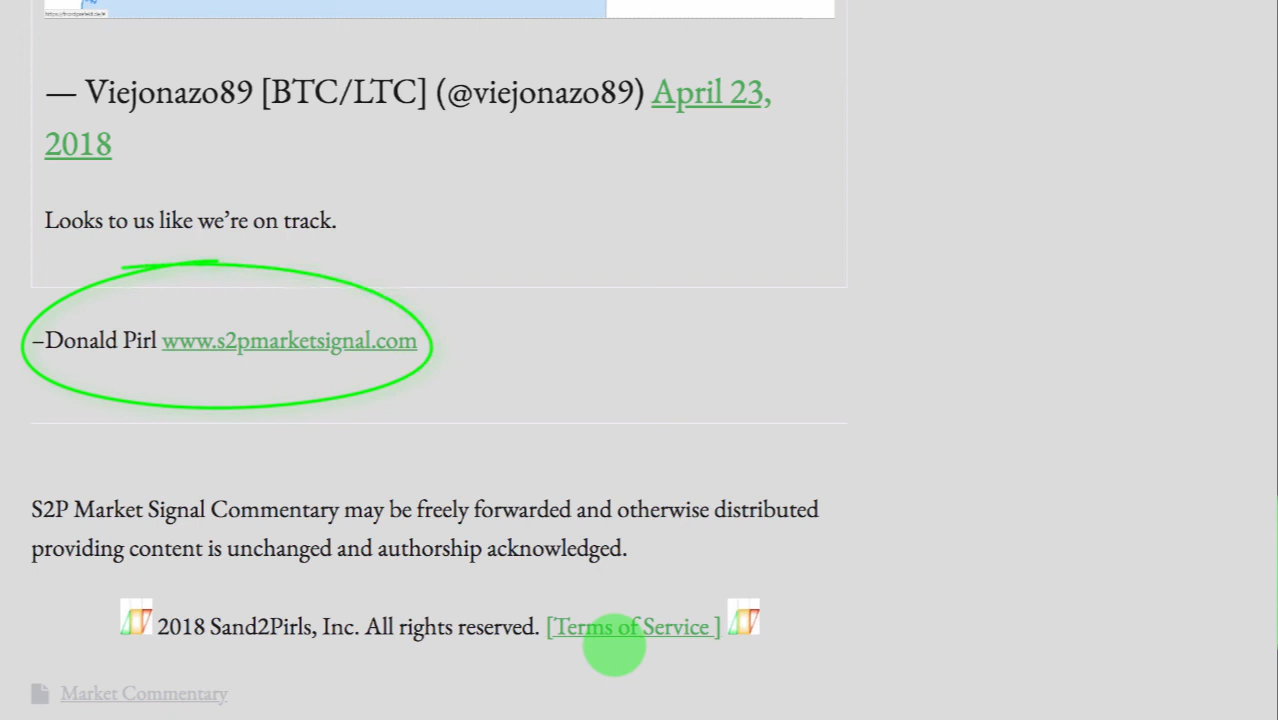 — Viejonazo89 [BTC/LTC] (@viejonazo89) April 23,
2018
Looks to us like we’re on track.
–Donald Pirl www.s2pmarketsignal.com
S2P Market Signal Commentary may be freely forwarded and otherwise distributed
providing content is unchanged and authorship acknowledged.
2018 Sand2Pirls, Inc. All rights reserved. [Terms of Service ]
Market Commentary